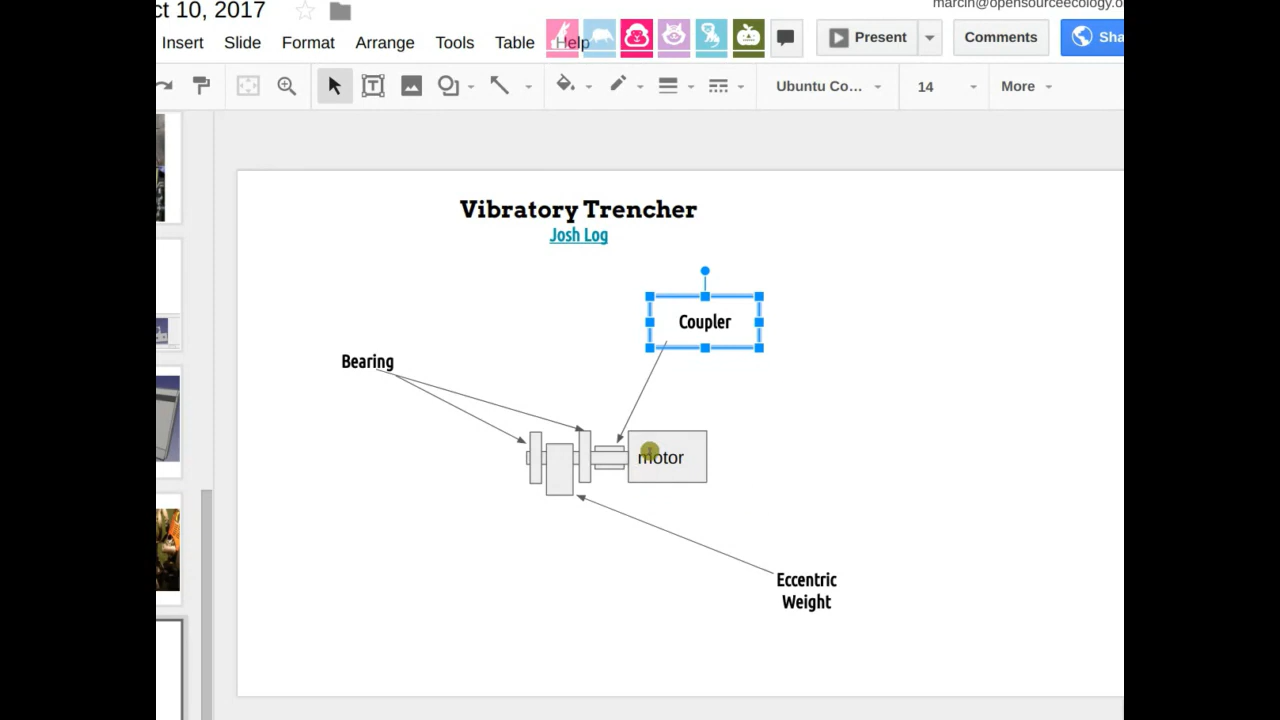 ct 10, 2017
marcin@opensourceecology.o
Insert Slide Format Arrange Tools Table Help
Present Comments Sha
Ubuntu Co... 14 More
Vibratory Trencher
Josh Log
Coupler
Bearing
motor
Eccentric
Weight